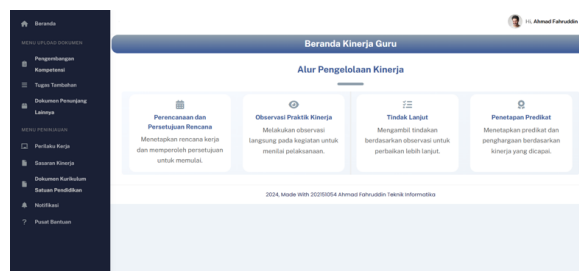 Beranda
Hi, Ahmad Fahruddin
MENU UPLOAD DOKUMEN
Beranda Kinerja Guru
Pengembangan
Kompetensi
Tugas Tambahan
Dokumen Penunjang
Lainnya
MENU PENINJAUAN
Perilaku Kerja
Sasaran Kinerja
Dokumen Kurikulum
Satuan Pendidikan
Notifikasi
Pusat Bantuan
Alur Pengelolaan Kinerja
Perencanaan dan
Persetujuan Rencana
Menetapkan rencana kerja
dan memperoleh persetujuan
untuk memulai.
Observasi Praktik Kinerja
Melakukan observasi
langsung pada kegiatan untuk
menilai pelaksanaan.
Tindak Lanjut
Mengambil tindakan
berdasarkan observasi untuk
perbaikan lebih lanjut.
Penetapan Predikat
Menetapkan predikat dan
penghargaan berdasarkan
kinerja yang dicapai.
2024, Made With 202151054 Ahmad Fahruddin Teknik Informatika